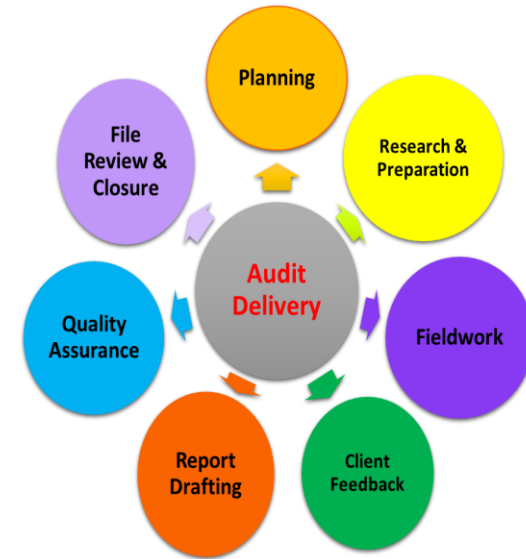 Planning
Research &
Preparation
Fieldwork
Client
Feedback
Report
Drafting
Quality
Assurance
File
Review &
Closure
Audit
Delivery